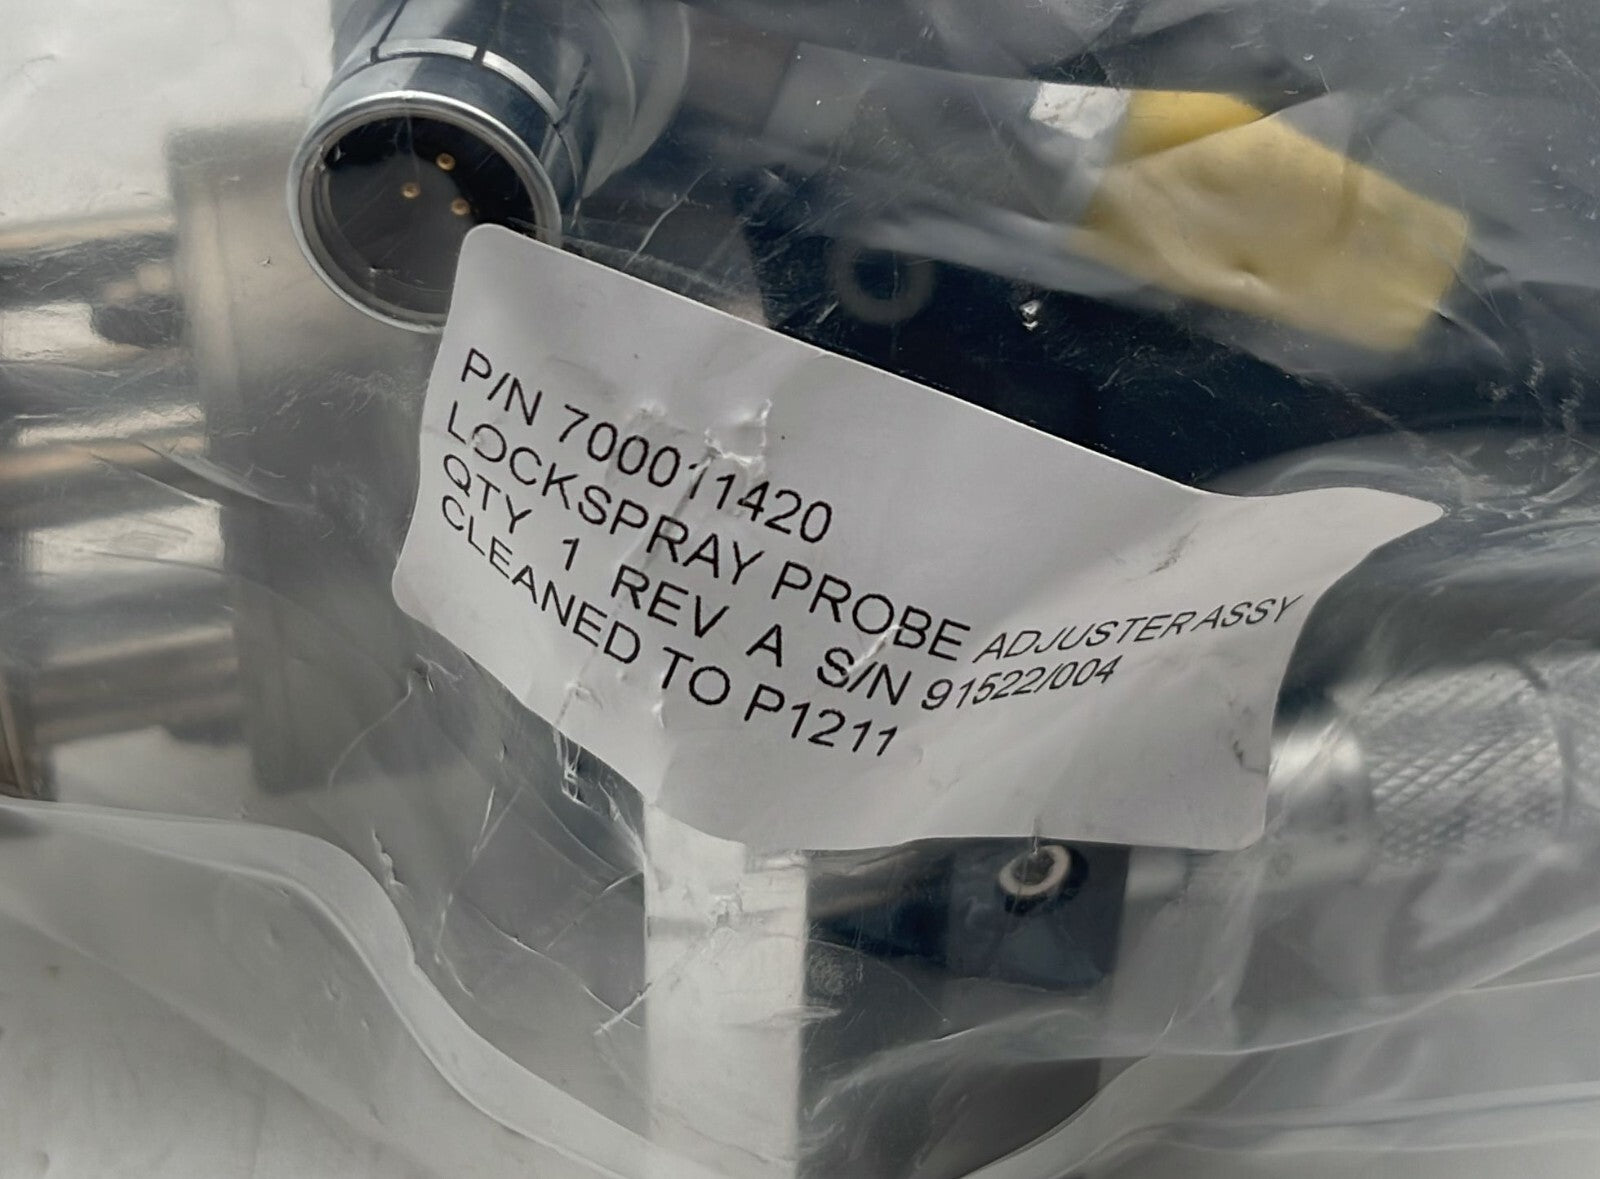 P/N 700011420
LOCKSPRAY PROBE ADJUSTER ASSY
QTY 1 REV A S/N 91522/004
CLEANED TO P1211